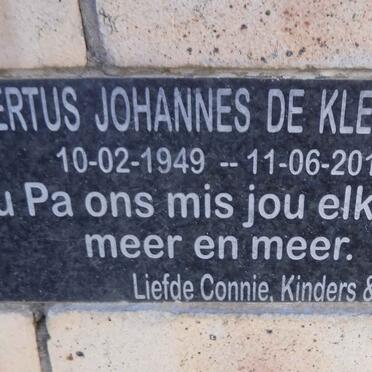 ERTUS JOHANNES DE KLE
10-02-1949 -- 11-06-201
u Pa ons mis jou elk
meer en meer.
Liefde Connie, Kinders &